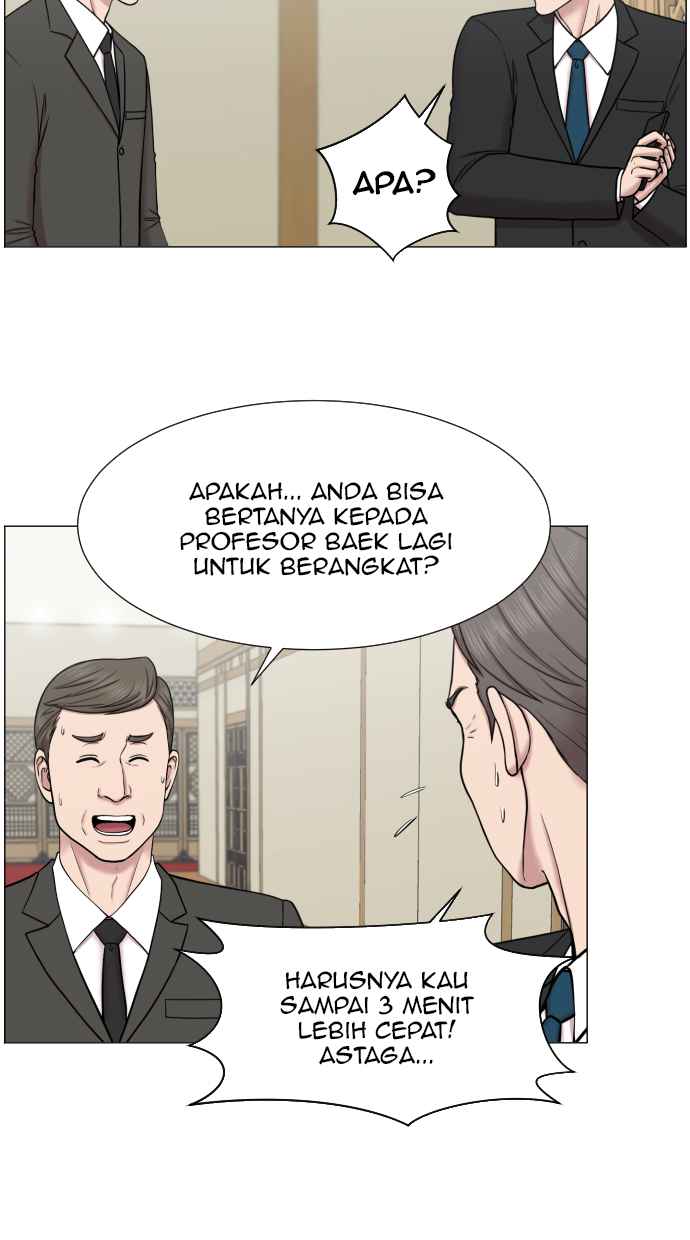 APA?
APAKAH... ANDA BISA
BERTANYA KEPADA
PROFESOR BAEK LAGI
UNTUK BERANGKAT?
HARUSNYA KAU
SAMPAI 3 MENIT
LEBIH CEPAT!
ASTAGA...